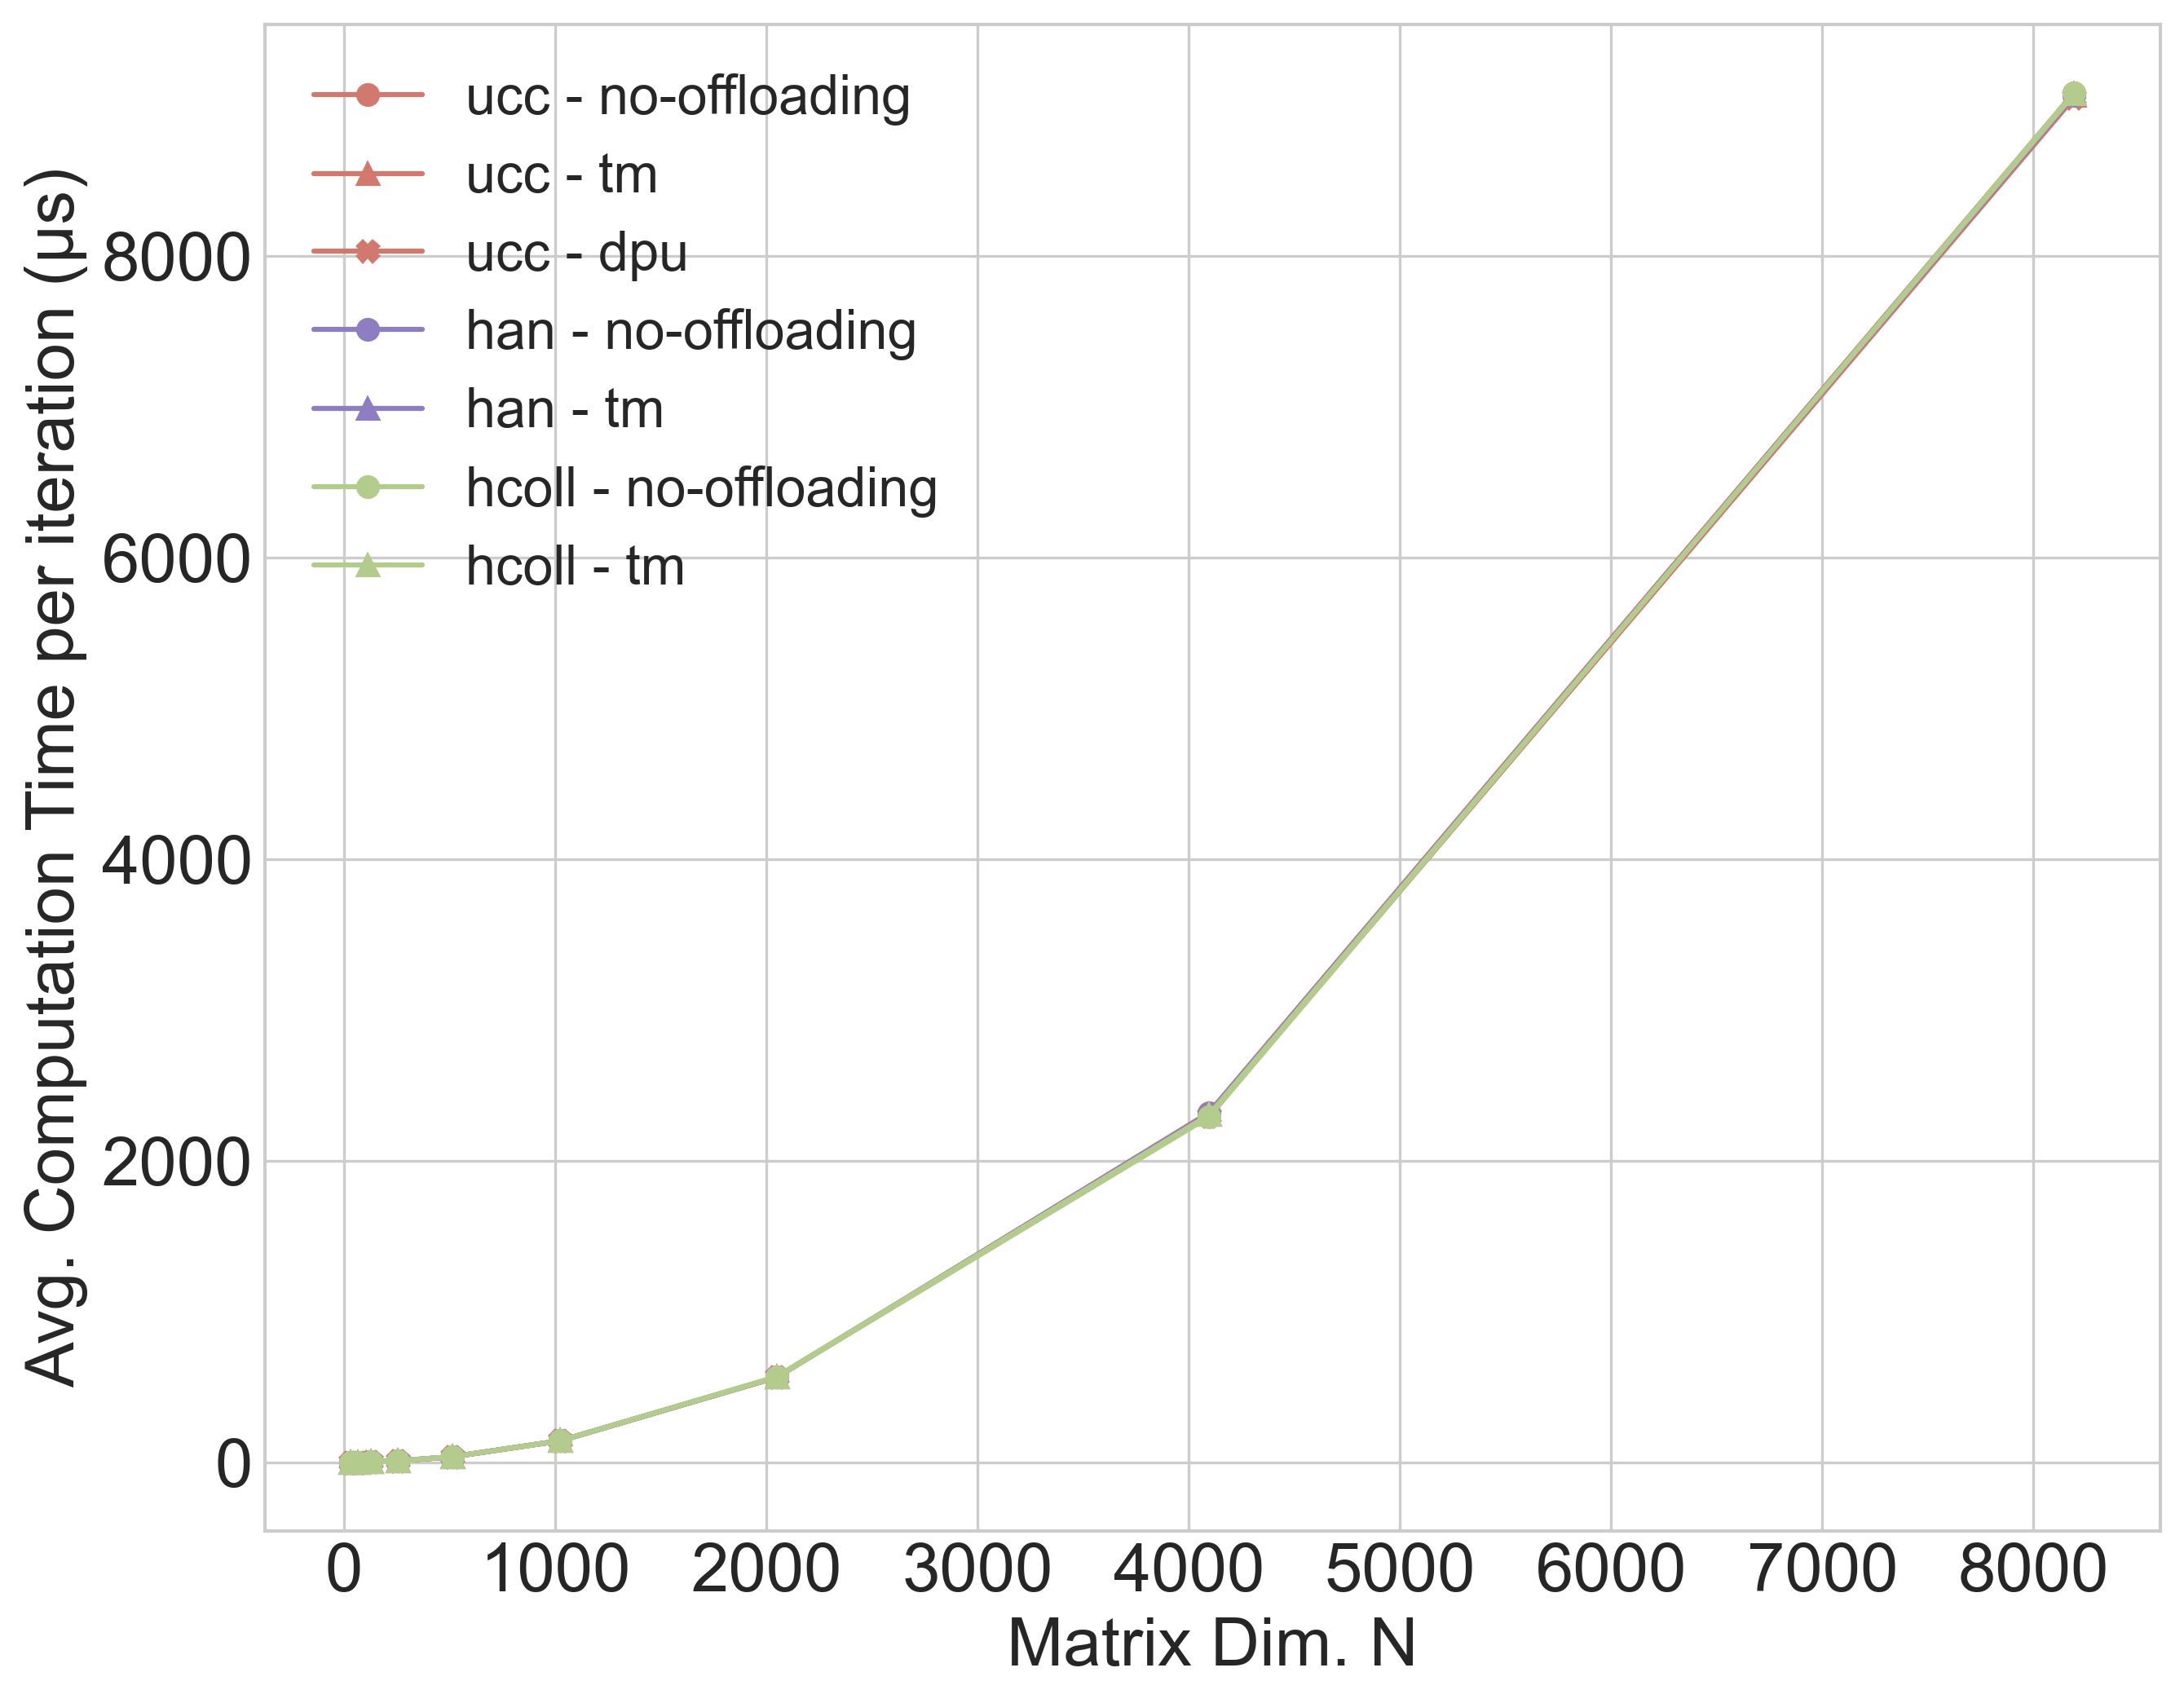 ucc - no-offloading
ucc - tm
ucc - dpu
han - no-offloading
han - tm
hcoll - no-offloading
hcoll - tm
Avg. Computation Time per iteration (µs)
8000
6000
4000
2000
0
0 1000 2000 3000 4000 5000 6000 7000 8000
Matrix Dim. N